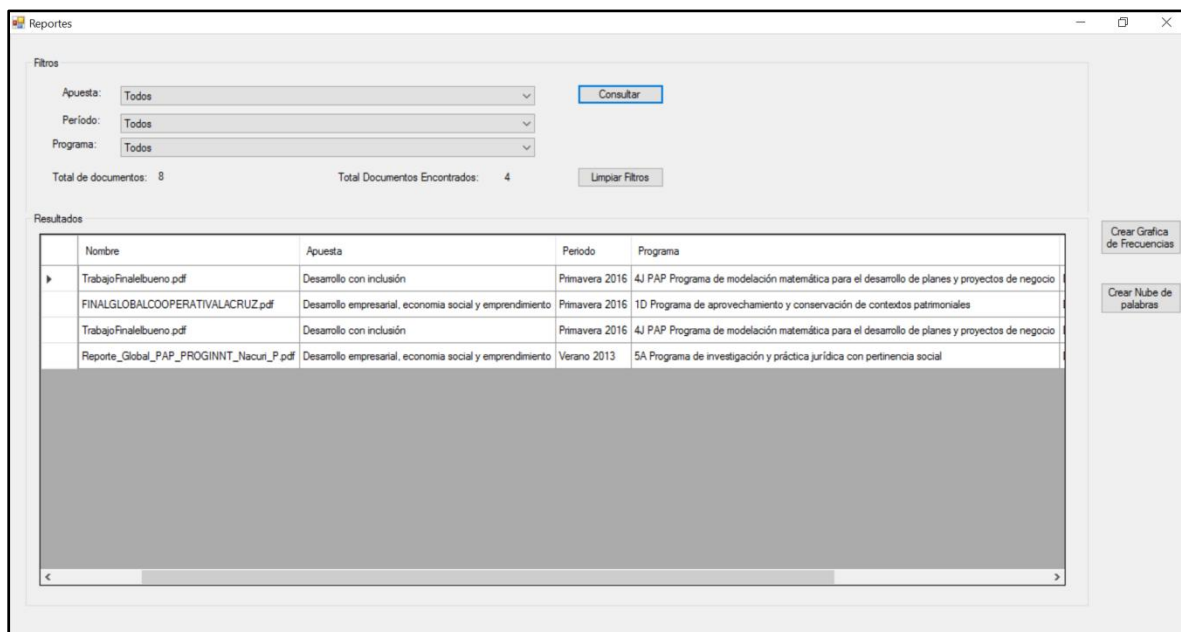 Reportes
Filtros
Apuesta: Todos Consultar
Período: Todos
Programa: Todos
Total de documentos: 8 Total Documentos Encontrados: 4 Limpiar Filtros
Resultados
Nombre Apuesta Periodo Programa
TrabajoFinalelbueno.pdf Desarrollo con inclusión Primavera 2016 4J PAP Programa de modelación matemática para el desarrollo de planes y proyectos de negocio
FINALGLOBALCOOPERATIVALACRUZ.pdf Desarrollo empresarial, economia social y emprendimiento Primavera 2016 1D Programa de aprovechamiento y conservación de contextos patrimoniales
TrabajoFinalelbueno.pdf Desarrollo con inclusión Primavera 2016 4J PAP Programa de modelación matemática para el desarrollo de planes y proyectos de negocio
Reporte_Global_PAP_PROGINNT_Nacuri_P.pdf Desarrollo empresarial, economia social y emprendimiento Verano 2013 5A Programa de investigación y práctica jurídica con pertinencia social
Crear Grafica
de Frecuencias
Crear Nube de
palabras